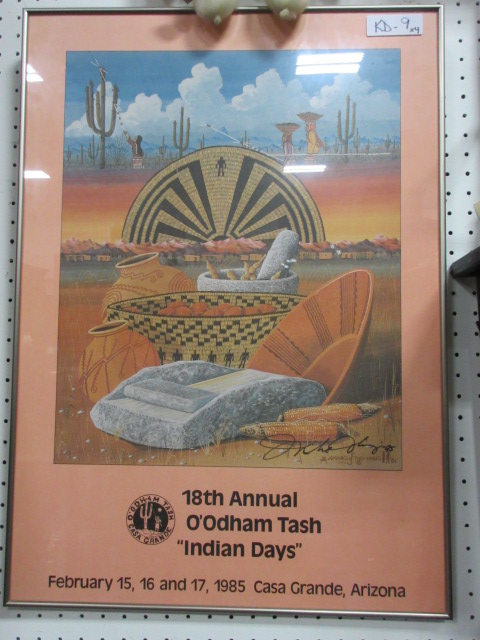 KD-9 x4
O'ODHAM TASH
CASA GRANDE
18th Annual
O'Odham Tash
"Indian Days"
February 15, 16 and 17, 1985 Casa Grande, Arizona